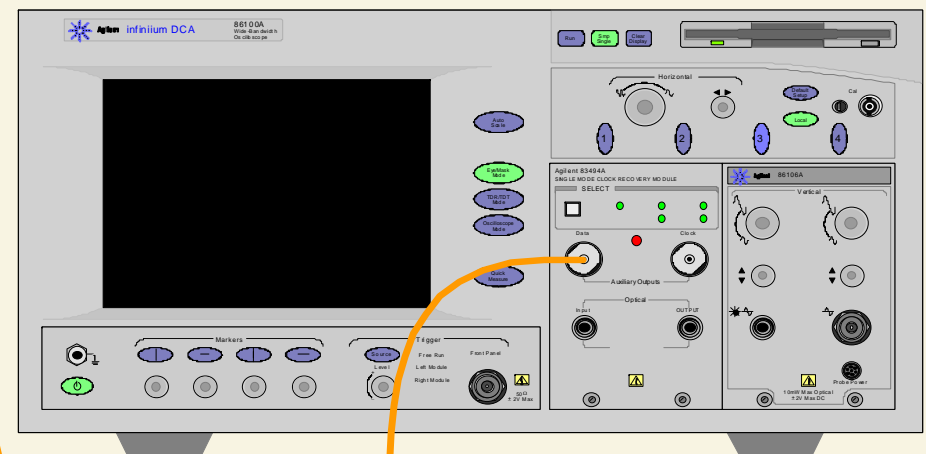 Agilent infiniium DCA
86100A
Wide-Bandwidth
Oscilloscope
Run
Stop
Single
Clear
Display
Horizontal
Default
Setup
Local
Cal
1 2 3 4
Auto
Scale
Eye/Mask
Mode
TDR/TDT
Mode
Oscilloscope
Mode
Quick
Measure
Agilent 83494A
SINGLE MODE CLOCK RECOVERY MODULE
SELECT
Data
Clock
Auxiliary Outputs
Optical
Input
OUTPUT
Agilent 86106A
Vertical
Probe Power
10mW Max Optical
±2V Max DC
Markers
Trigger
Source
Level
Free Run
Left Module
Right Module
Front Panel
50Ω
±2V Max